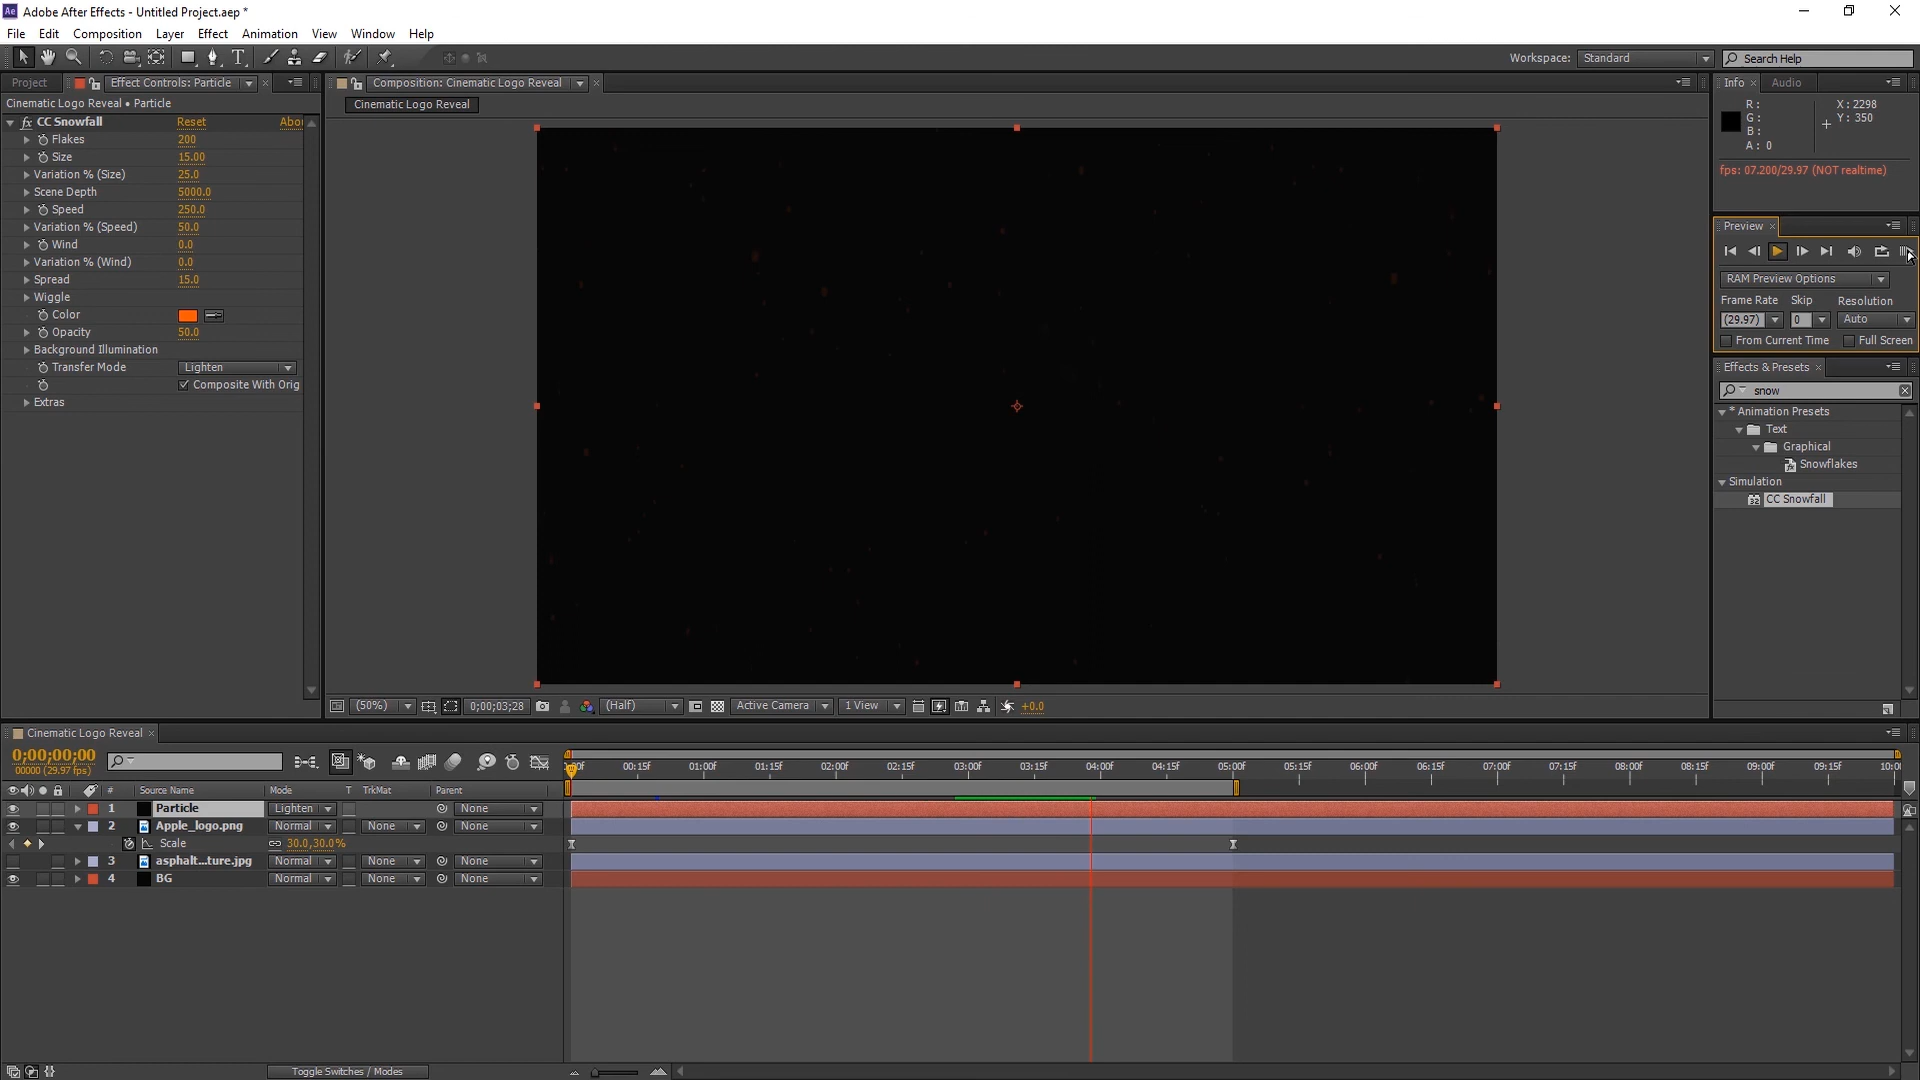 Ae Adobe After Effects - Untitled Project.aep *
File Edit Composition Layer Effect Animation View Window Help
Workspace: Standard Search Help
Project Effect Controls: Particle
Composition: Cinematic Logo Reveal
Info Audio
Cinematic Logo Reveal • Particle
Cinematic Logo Reveal
fx CC Snowfall Reset Abou
Flakes 200
Size 15.00
Variation % (Size) 25.0
Scene Depth 5000.0
Speed 250.0
Variation % (Speed) 50.0
Wind 0.0
Variation % (Wind) 0.0
Spread 15.0
Wiggle
Color
Opacity 50.0
Background Illumination
Transfer Mode Lighten
Composite With Orig
Extras
R: X: 2298
G: Y: 350
B:
A: 0
fps: 07.200/29.97 (NOT realtime)
Preview
RAM Preview Options
Frame Rate Skip Resolution
(29.97) 0 Auto
From Current Time Full Screen
Effects & Presets
snow
* Animation Presets
Text
Graphical
Snowflakes
Simulation
CC Snowfall
(50%) 0;00;03;28 (Half) Active Camera 1 View +0.0
Cinematic Logo Reveal
0;00;00;00
00000 (29.97 fps)
00:15f 01:00f 01:15f 02:00f 02:15f 03:00f 03:15f 04:00f 04:15f 05:00f 05:15f 06:00f 06:15f 07:00f 07:15f 08:00f 08:15f 09:00f 09:15f 10:0
# Source Name Mode T TrkMat Parent
1 Particle Lighten None
2 Apple_logo.png Normal None None
Scale 30.0,30.0%
3 asphalt...ture.jpg Normal None None
4 BG Normal None None
Toggle Switches / Modes